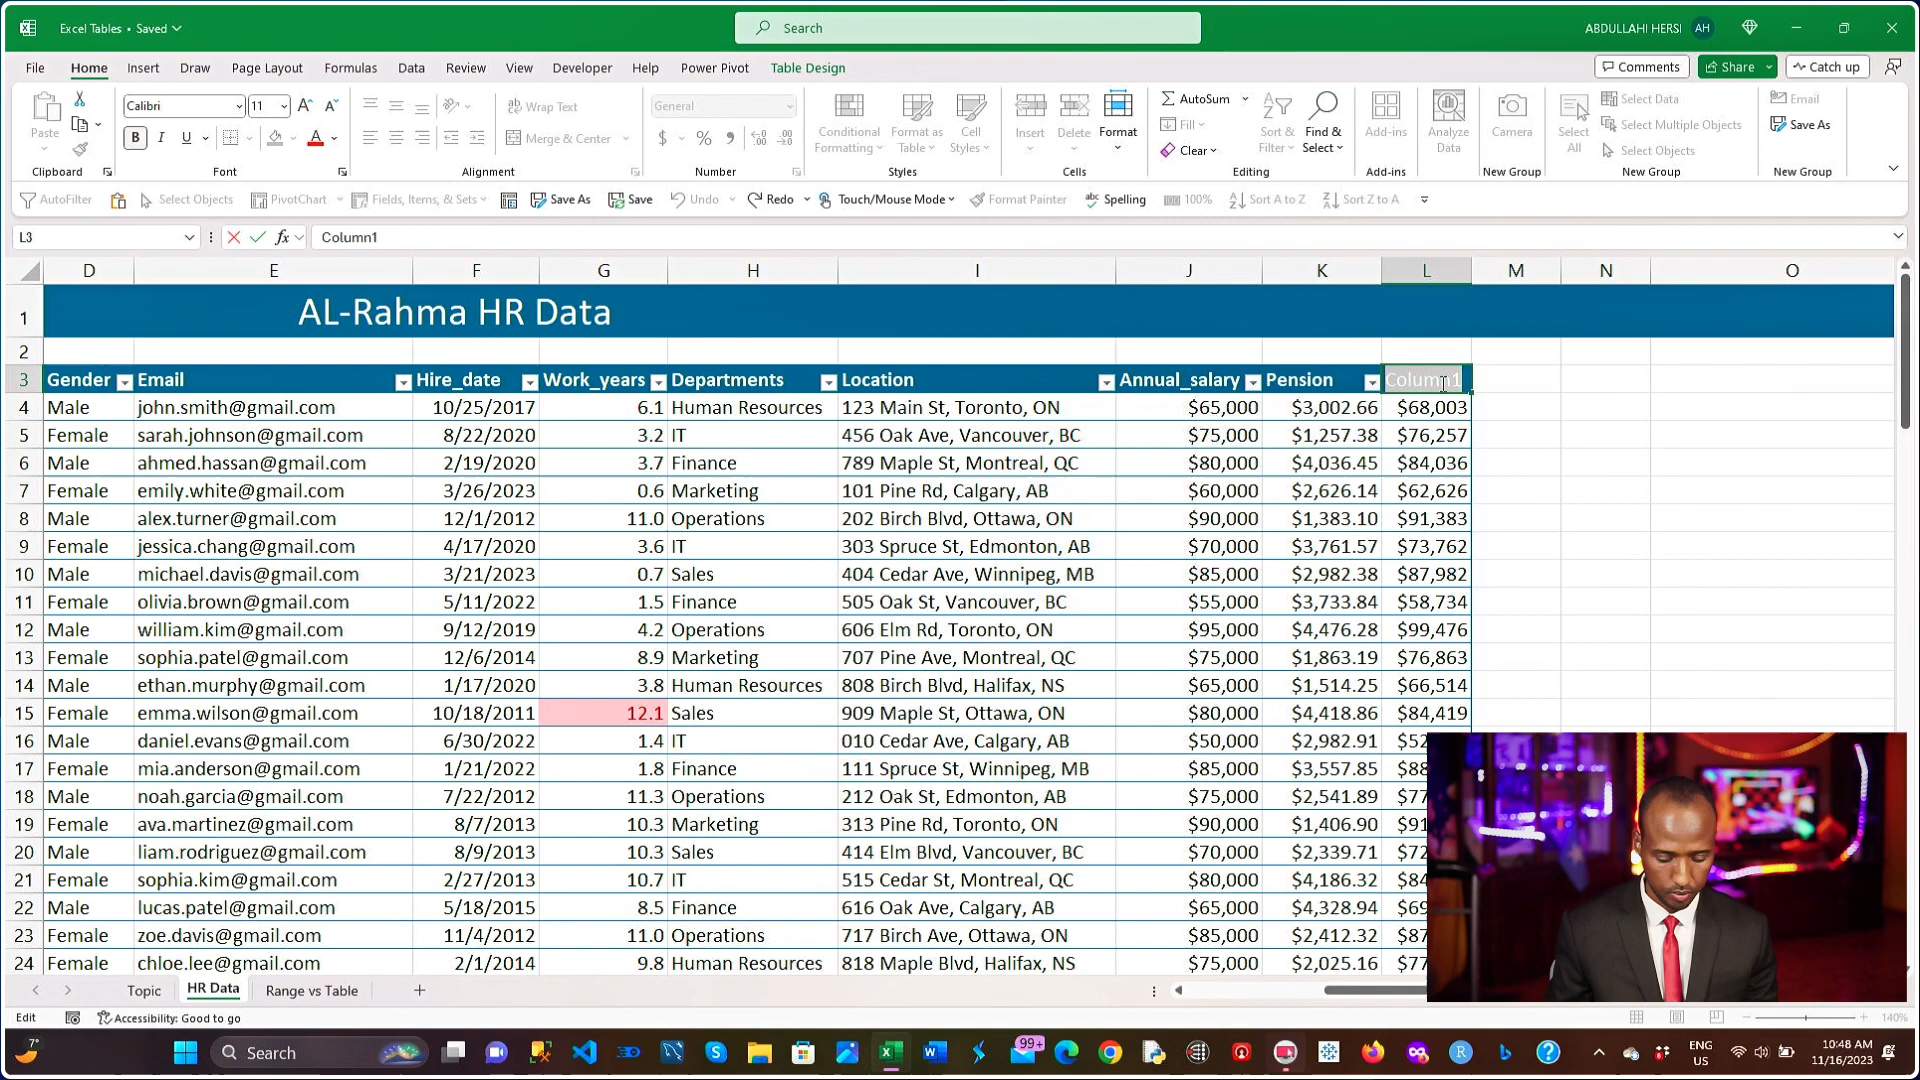 Excel Tables • Saved
Search
ABDULLAHI HERSI AH
File Home Insert Draw Page Layout Formulas Data Review View Developer Help Power Pivot Table Design
Comments Share Catch up
Paste
Clipboard
Calibri 11
B I U
Font
Wrap Text
Merge & Center
Alignment
General
$ %
Number
Conditional Formatting
Format as Table
Cell Styles
Styles
Insert Delete Format
Cells
AutoSum
Fill
Clear
Sort & Filter
Find & Select
Editing
Add-ins
Add-ins
Analyze Data
Camera
New Group
Select All
Select Data
Select Multiple Objects
Select Objects
New Group
Email
Save As
New Group
AutoFilter Select Objects PivotChart Fields, Items, & Sets Save As Save Undo Redo Touch/Mouse Mode Format Painter Spelling 100% Sort A to Z Sort Z to A
L3 fx Column1
D E F G H I J K L M N O
1 AL-Rahma HR Data
2
3 Gender Email Hire_date Work_years Departments Location Annual_salary Pension Column1
4 Male john.smith@gmail.com 10/25/2017 6.1 Human Resources 123 Main St, Toronto, ON $65,000 $3,002.66 $68,003
5 Female sarah.johnson@gmail.com 8/22/2020 3.2 IT 456 Oak Ave, Vancouver, BC $75,000 $1,257.38 $76,257
6 Male ahmed.hassan@gmail.com 2/19/2020 3.7 Finance 789 Maple St, Montreal, QC $80,000 $4,036.45 $84,036
7 Female emily.white@gmail.com 3/26/2023 0.6 Marketing 101 Pine Rd, Calgary, AB $60,000 $2,626.14 $62,626
8 Male alex.turner@gmail.com 12/1/2012 11.0 Operations 202 Birch Blvd, Ottawa, ON $90,000 $1,383.10 $91,383
9 Female jessica.chang@gmail.com 4/17/2020 3.6 IT 303 Spruce St, Edmonton, AB $70,000 $3,761.57 $73,762
10 Male michael.davis@gmail.com 3/21/2023 0.7 Sales 404 Cedar Ave, Winnipeg, MB $85,000 $2,982.38 $87,982
11 Female olivia.brown@gmail.com 5/11/2022 1.5 Finance 505 Oak St, Vancouver, BC $55,000 $3,733.84 $58,734
12 Male william.kim@gmail.com 9/12/2019 4.2 Operations 606 Elm Rd, Toronto, ON $95,000 $4,476.28 $99,476
13 Female sophia.patel@gmail.com 12/6/2014 8.9 Marketing 707 Pine Ave, Montreal, QC $75,000 $1,863.19 $76,863
14 Male ethan.murphy@gmail.com 1/17/2020 3.8 Human Resources 808 Birch Blvd, Halifax, NS $65,000 $1,514.25 $66,514
15 Female emma.wilson@gmail.com 10/18/2011 12.1 Sales 909 Maple St, Ottawa, ON $80,000 $4,418.86 $84,419
16 Male daniel.evans@gmail.com 6/30/2022 1.4 IT 010 Cedar Ave, Calgary, AB $50,000 $2,982.91 $52
17 Female mia.anderson@gmail.com 1/21/2022 1.8 Finance 111 Spruce St, Winnipeg, MB $85,000 $3,557.85 $88
18 Male noah.garcia@gmail.com 7/22/2012 11.3 Operations 212 Oak St, Edmonton, AB $75,000 $2,541.89 $77
19 Female ava.martinez@gmail.com 8/7/2013 10.3 Marketing 313 Pine Rd, Toronto, ON $90,000 $1,406.90 $91
20 Male liam.rodriguez@gmail.com 8/9/2013 10.3 Sales 414 Elm Blvd, Vancouver, BC $70,000 $2,339.71 $72
21 Female sophia.kim@gmail.com 2/27/2013 10.7 IT 515 Cedar St, Montreal, QC $80,000 $4,186.32 $84
22 Male lucas.patel@gmail.com 5/18/2015 8.5 Finance 616 Oak Ave, Calgary, AB $65,000 $4,328.94 $69
23 Female zoe.davis@gmail.com 11/4/2012 11.0 Operations 717 Birch Ave, Ottawa, ON $85,000 $2,412.32 $87
24 Female chloe.lee@gmail.com 2/1/2014 9.8 Human Resources 818 Maple Blvd, Halifax, NS $75,000 $2,025.16 $77
Topic HR Data Range vs Table
Edit Accessibility: Good to go 140%
7° Search 99+ ENG US 10:48 AM 11/16/2023